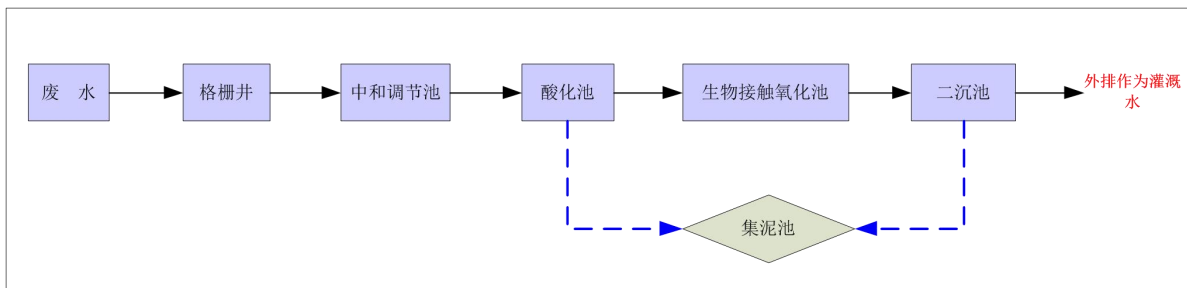 废 水
格栅井
中和调节池
酸化池
生物接触氧化池
二沉池
外排作为灌溉
水
集泥池